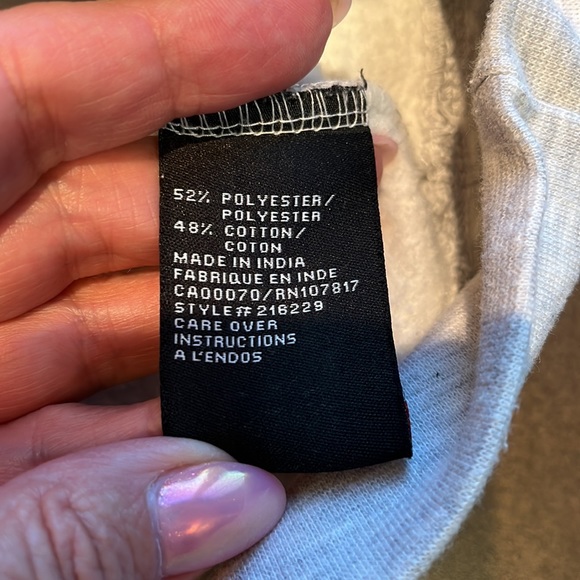 52% POLYESTER/
POLYESTER
48% COTTON/
COTON
MADE IN INDIA
FABRIQUE EN INDE
CA00070/RN107817
STYLE# 216229
CARE OVER
INSTRUCTIONS
A L'ENDOS